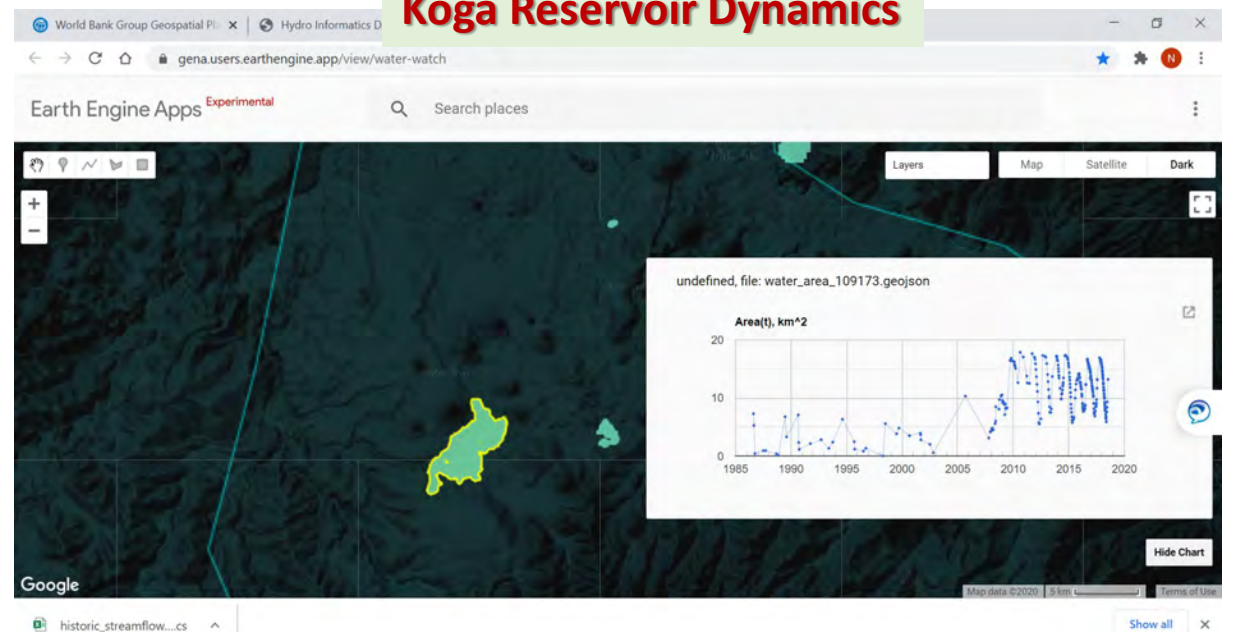 Koga Reservoir Dynamics
World Bank Group Geospatial Pl
Hydro Informatics D
gena.users.earthengine.app/view/water-watch
N
Earth Engine Apps Experimental
Search places
Layers
Map
Satellite
Dark
undefined, file: water_area_109173.geojson
Area(t), km^2
20
10
0
1985 1990 1995 2000 2005 2010 2015 2020
Hide Chart
Google
Map data ©2020
5 km
Terms of Use
historic_streamflow....cs
Show all